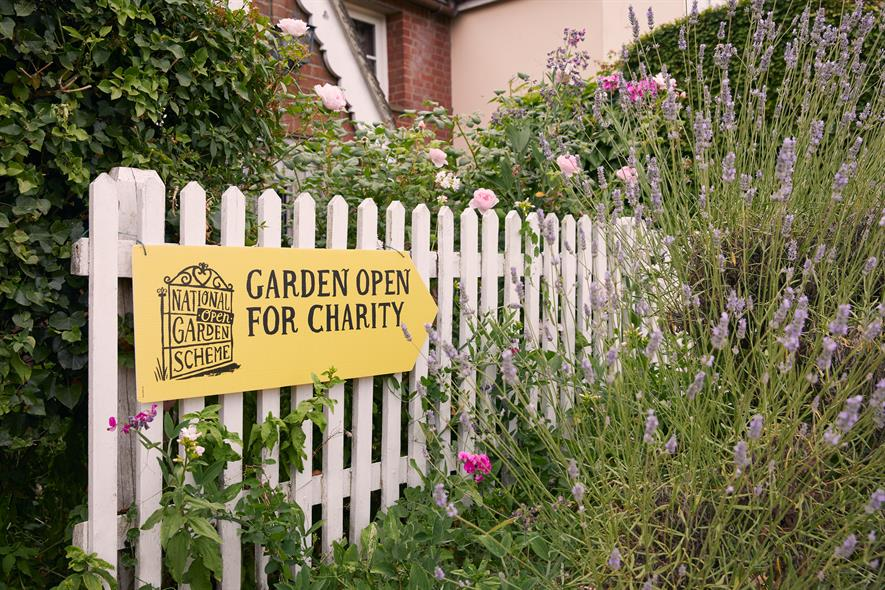 NATIONAL
Open
GARDEN
SCHEME
GARDEN OPEN
FOR CHARITY